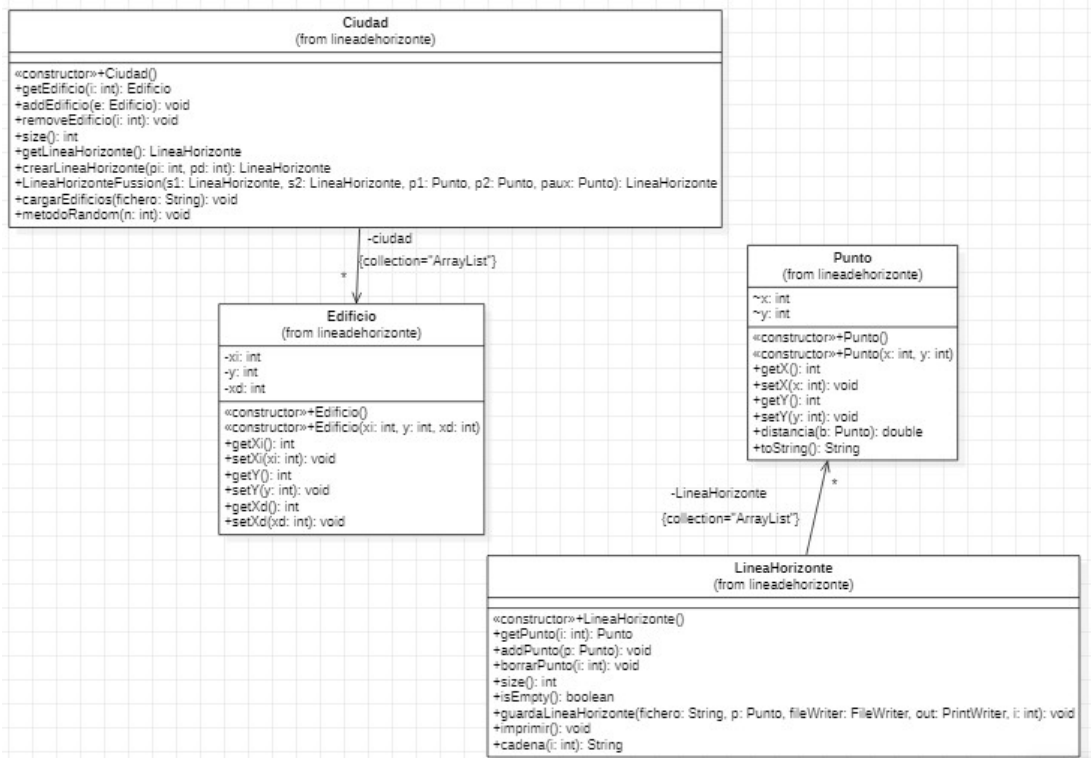 Ciudad
(from lineadehorizonte)
«constructor»+Ciudad()
+getEdificio(i: int): Edificio
+addEdificio(e: Edificio): void
+removeEdificio(i: int): void
+size(): int
+getLineaHorizonte(): LineaHorizonte
+crearLineaHorizonte(pi: int, pd: int): LineaHorizonte
+LineaHorizonteFussion(s1: LineaHorizonte, s2: LineaHorizonte, p1: Punto, p2: Punto, paux: Punto): LineaHorizonte
+cargarEdificios(fichero: String): void
+metodoRandom(n: int): void
-ciudad
{collection="ArrayList"}
*
Edificio
(from lineadehorizonte)
-xi: int
-y: int
-xd: int
«constructor»+Edificio()
«constructor»+Edificio(xi: int, y: int, xd: int)
+getXi(): int
+setXi(xi: int): void
+getY(): int
+setY(y: int): void
+getXd(): int
+setXd(xd: int): void
Punto
(from lineadehorizonte)
~x: int
~y: int
«constructor»+Punto()
«constructor»+Punto(x: int, y: int)
+getX(): int
+setX(x: int): void
+getY(): int
+setY(y: int): void
+distancia(b: Punto): double
+toString(): String
*
-LineaHorizonte
{collection="ArrayList"}
LineaHorizonte
(from lineadehorizonte)
«constructor»+LineaHorizonte()
+getPunto(i: int): Punto
+addPunto(p: Punto): void
+borrarPunto(i: int): void
+size(): int
+isEmpty(): boolean
+guardaLineaHorizonte(fichero: String, p: Punto, fileWriter: FileWriter, out: PrintWriter, i: int): void
+imprimir(): void
+cadena(i: int): String